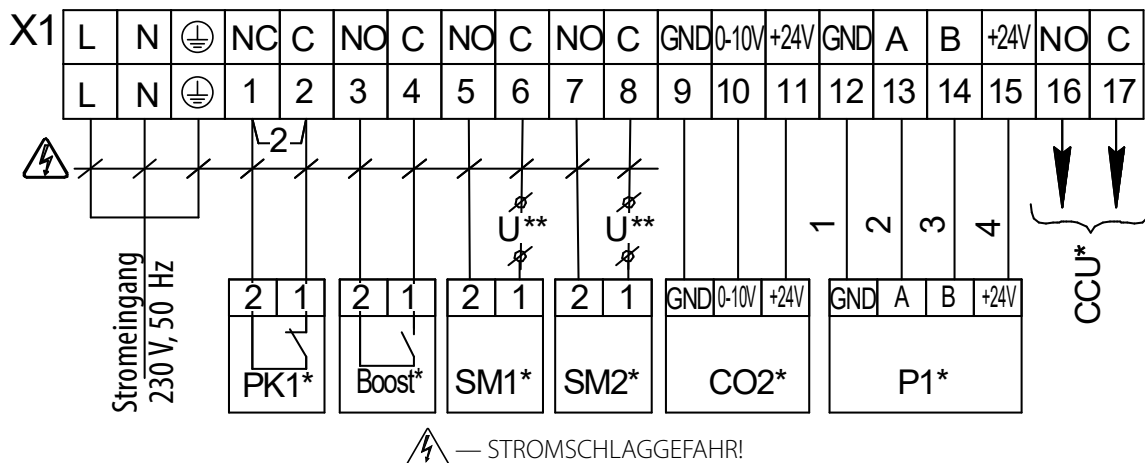 X1 L N NC C NO C NO C NO C GND 0-10V +24V GND A B +24V NO C
L N 1 2 3 4 5 6 7 8 9 10 11 12 13 14 15 16 17
2
U** U**
1 2 3 4
Stromeingang
230 V, 50 Hz
CCU*
2 1 2 1 2 1 2 1 GND 0-10V +24V GND A B +24V
PK1* Boost* SM1* SM2* CO2* P1*
— STROMSCHLAGGEFAHR!